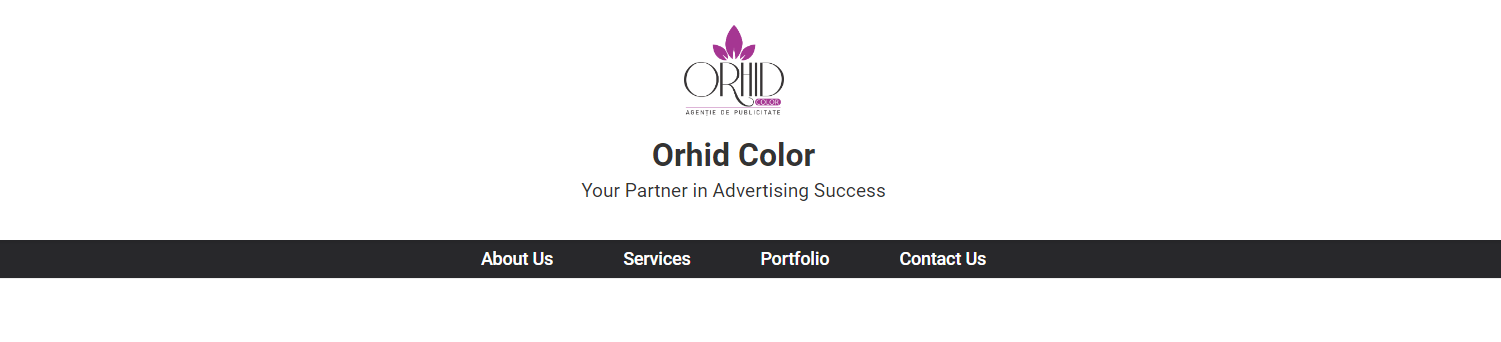 ORHID
COLOR
AGENȚIE DE PUBLICITATE
Orhid Color
Your Partner in Advertising Success
About Us Services Portfolio Contact Us